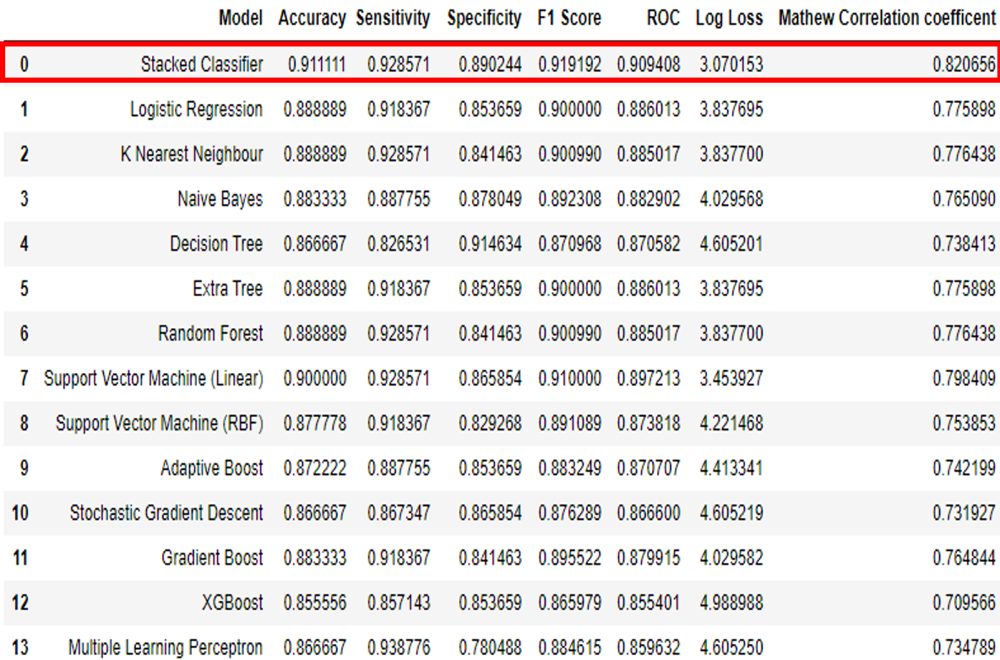 Model Accuracy Sensitivity Specificity F1 Score ROC Log Loss Mathew Correlation coefficent
0 Stacked Classifier 0.911111 0.928571 0.890244 0.919192 0.909408 3.070153 0.820656
1 Logistic Regression 0.888889 0.918367 0.853659 0.900000 0.886013 3.837695 0.775898
2 K Nearest Neighbour 0.888889 0.928571 0.841463 0.900990 0.885017 3.837700 0.776438
3 Naive Bayes 0.883333 0.887755 0.878049 0.892308 0.882902 4.029568 0.765090
4 Decision Tree 0.866667 0.826531 0.914634 0.870968 0.870582 4.605201 0.738413
5 Extra Tree 0.888889 0.918367 0.853659 0.900000 0.886013 3.837695 0.775898
6 Random Forest 0.888889 0.928571 0.841463 0.900990 0.885017 3.837700 0.776438
7 Support Vector Machine (Linear) 0.900000 0.928571 0.865854 0.910000 0.897213 3.453927 0.798409
8 Support Vector Machine (RBF) 0.877778 0.918367 0.829268 0.891089 0.873818 4.221468 0.753853
9 Adaptive Boost 0.872222 0.887755 0.853659 0.883249 0.870707 4.413341 0.742199
10 Stochastic Gradient Descent 0.866667 0.867347 0.865854 0.876289 0.866600 4.605219 0.731927
11 Gradient Boost 0.883333 0.918367 0.841463 0.895522 0.879915 4.029582 0.764844
12 XGBoost 0.855556 0.857143 0.853659 0.865979 0.855401 4.988988 0.709566
13 Multiple Learning Perceptron 0.866667 0.938776 0.780488 0.884615 0.859632 4.605250 0.734789